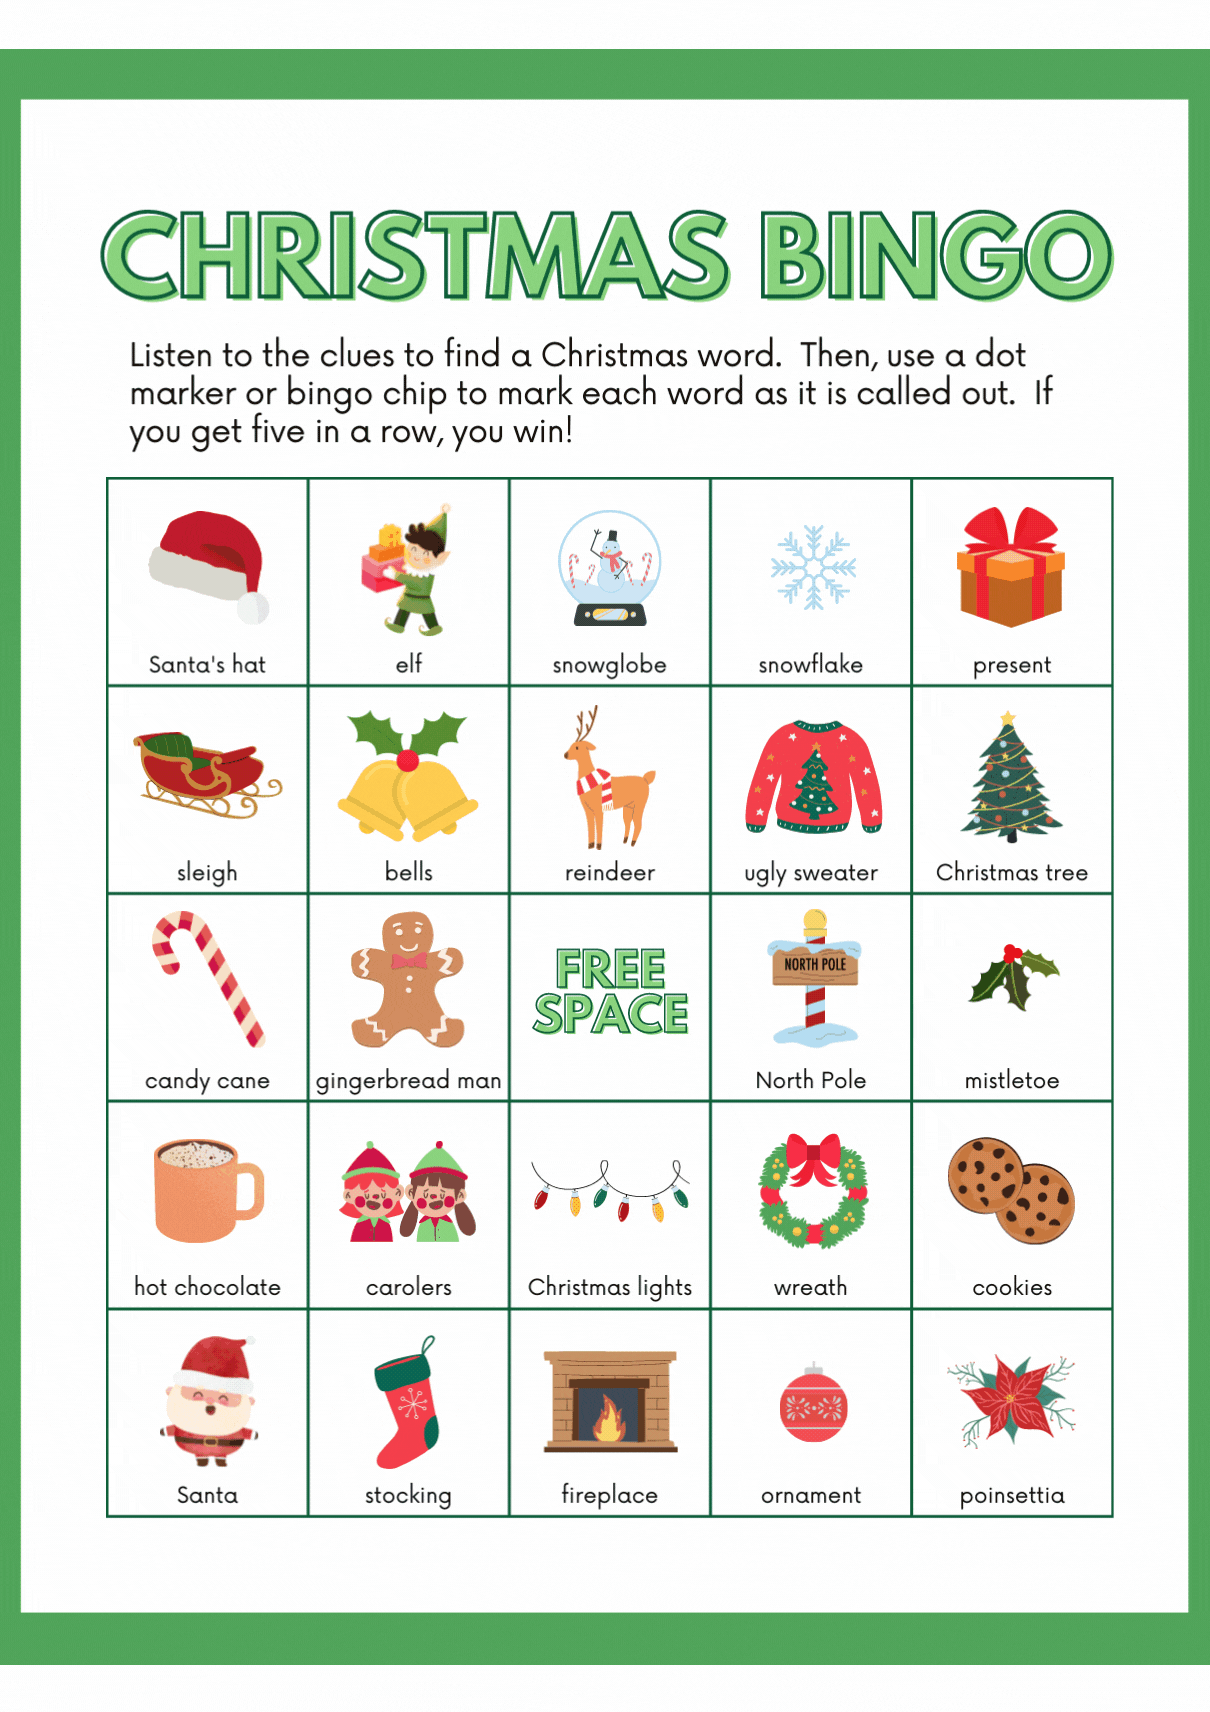 CHRISTMAS BINGO
Listen to the clues to find a Christmas word. Then, use a dot
marker or bingo chip to mark each word as it is called out. If
you get five in a row, you win!
Santa's hat
elf
snowglobe
snowflake
present
sleigh
bells
reindeer
ugly sweater
Christmas tree
candy cane
gingerbread man
FREE
SPACE
NORTH POLE
North Pole
mistletoe
hot chocolate
carolers
Christmas lights
wreath
cookies
Santa
stocking
fireplace
ornament
poinsettia